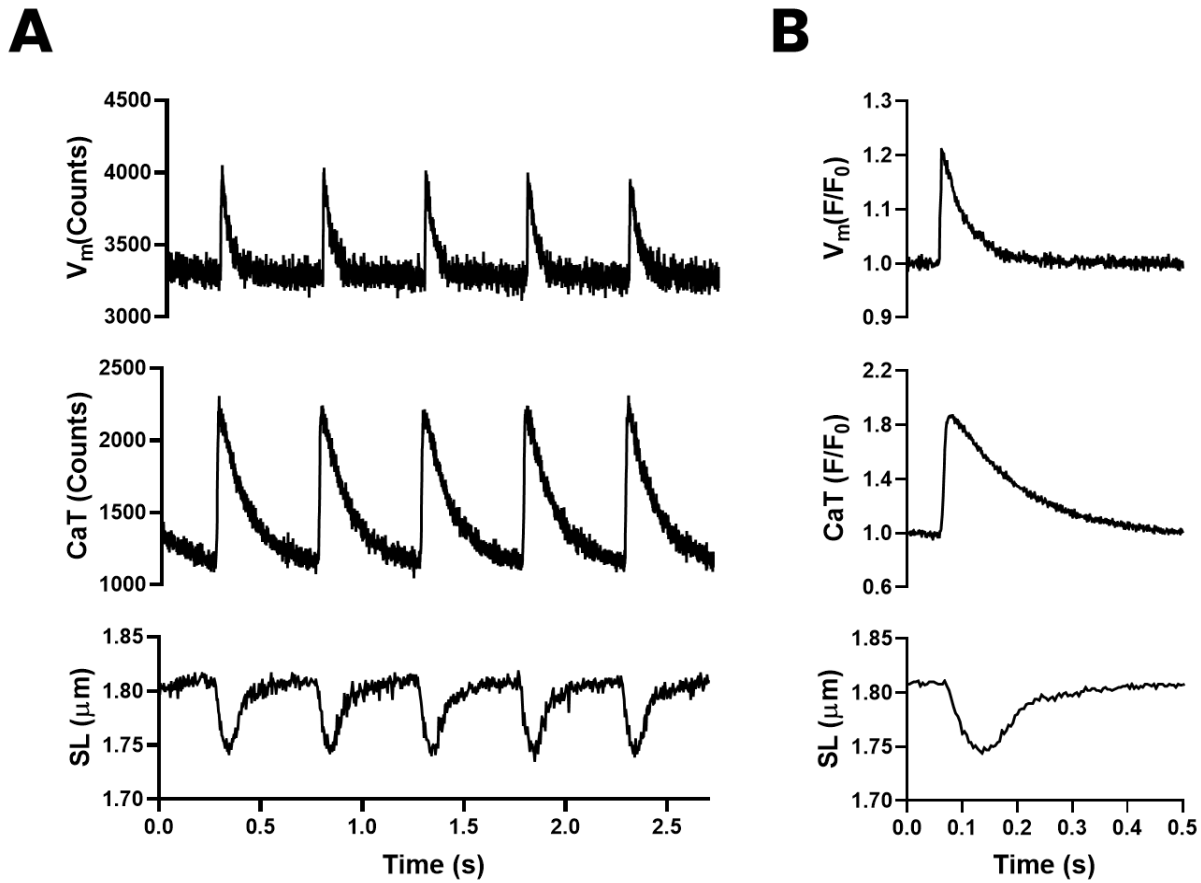 A
4500
4000
3500
3000
Vm(Counts)
2500
2000
1500
1000
CaT (Counts)
1.85
1.80
1.75
1.70
SL (μm)
0.0 0.5 1.0 1.5 2.0 2.5
Time (s)
B
1.3
1.2
1.1
1.0
0.9
Vm(F/F0)
2.2
1.8
1.4
1.0
0.6
CaT (F/F0)
1.85
1.80
1.75
1.70
SL (μm)
0.0 0.1 0.2 0.3 0.4 0.5
Time (s)